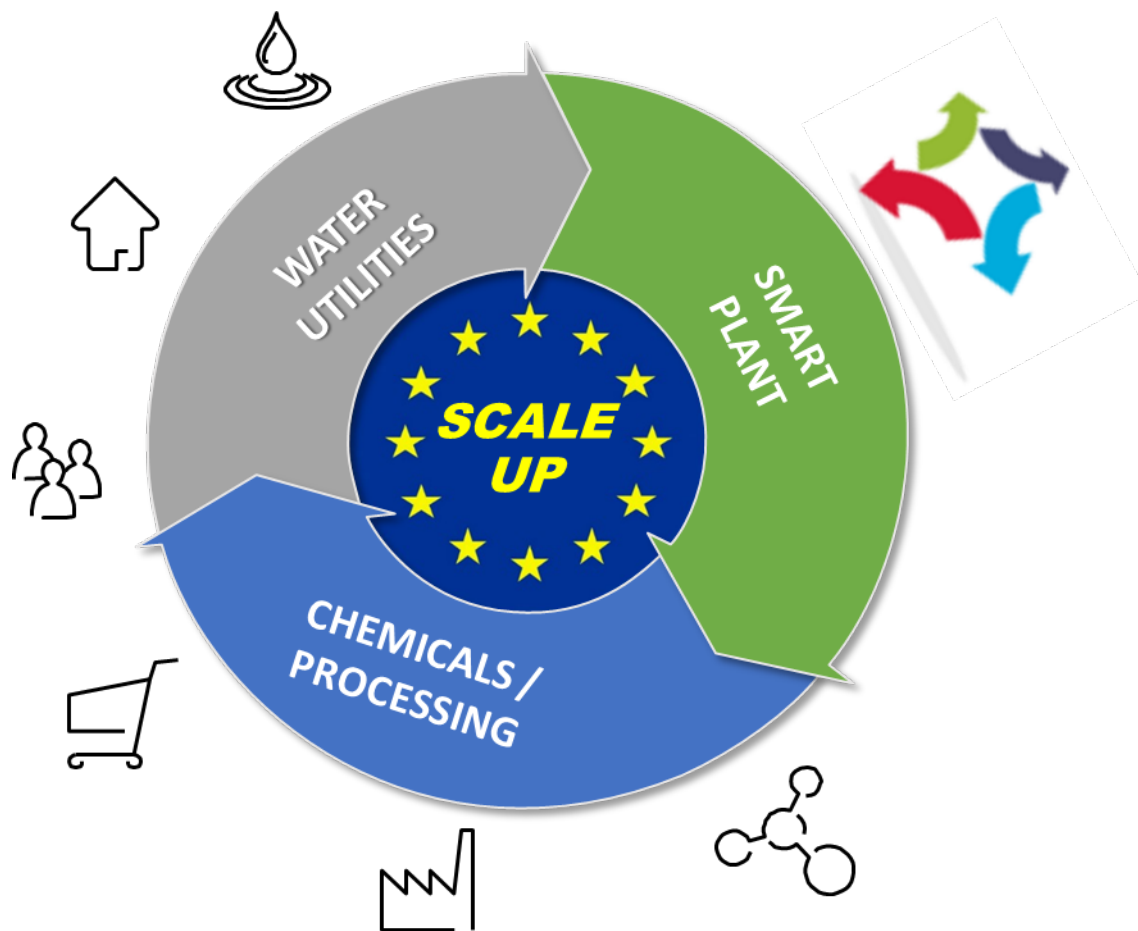 WATER
UTILITIES
SMART
PLANT
SCALE
UP
CHEMICALS /
PROCESSING